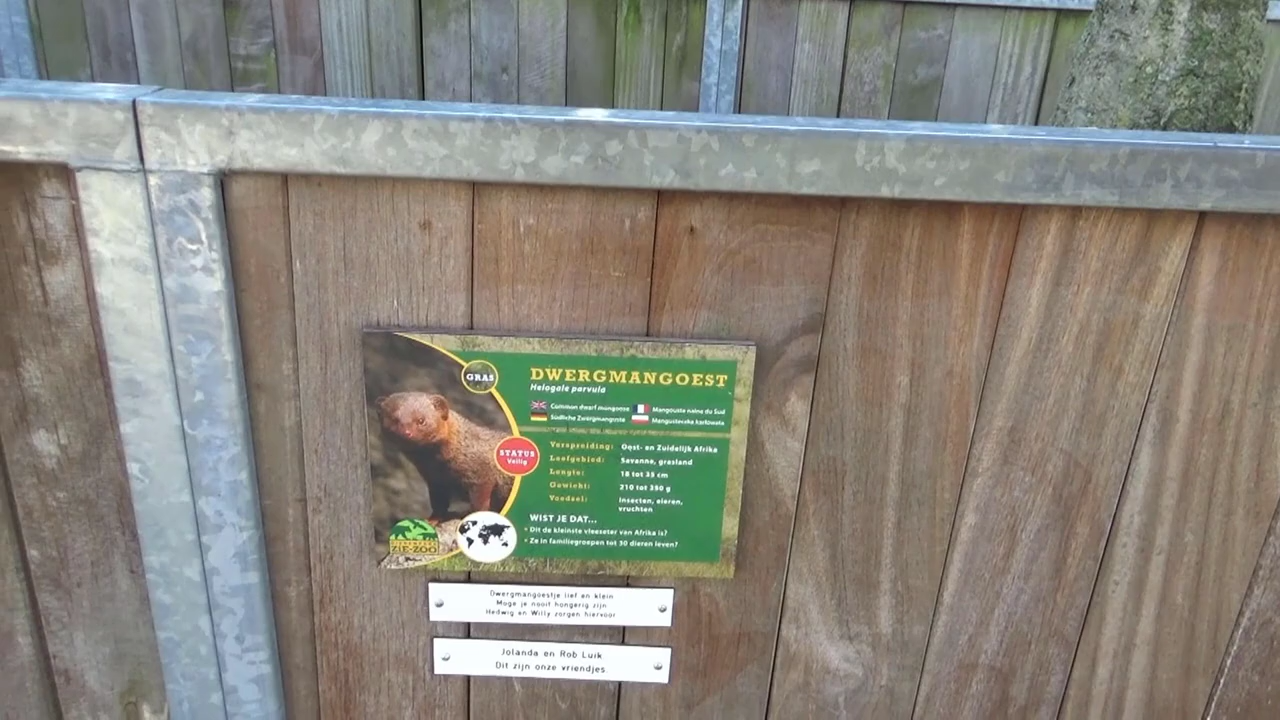 GRAS
DWERGMANGOEST
Helogale parvula
Common dwarf mongoose
Mangouste naine du Sud
Südliche Zwergmanguste
Mangusteczka karłowata
STATUS
Veilig
Verspreiding: Oost- en Zuidelijk Afrika
Leefgebied: Savanne, grasland
Lengte: 18 tot 35 cm
Gewicht: 210 tot 350 g
Voedsel: Insecten, eieren,
vruchten
WIST JE DAT...
• Dit de kleinste vleeseter van Afrika is?
• Ze in familiegroepen tot 30 dieren leven?
ZIE-ZOO
Dwergmangoestje lief en klein
Moge je nooit hongerig zijn
Hedwig en Willy zorgen hiervoor
Jolanda en Rob Luik
Dit zijn onze vriendjes